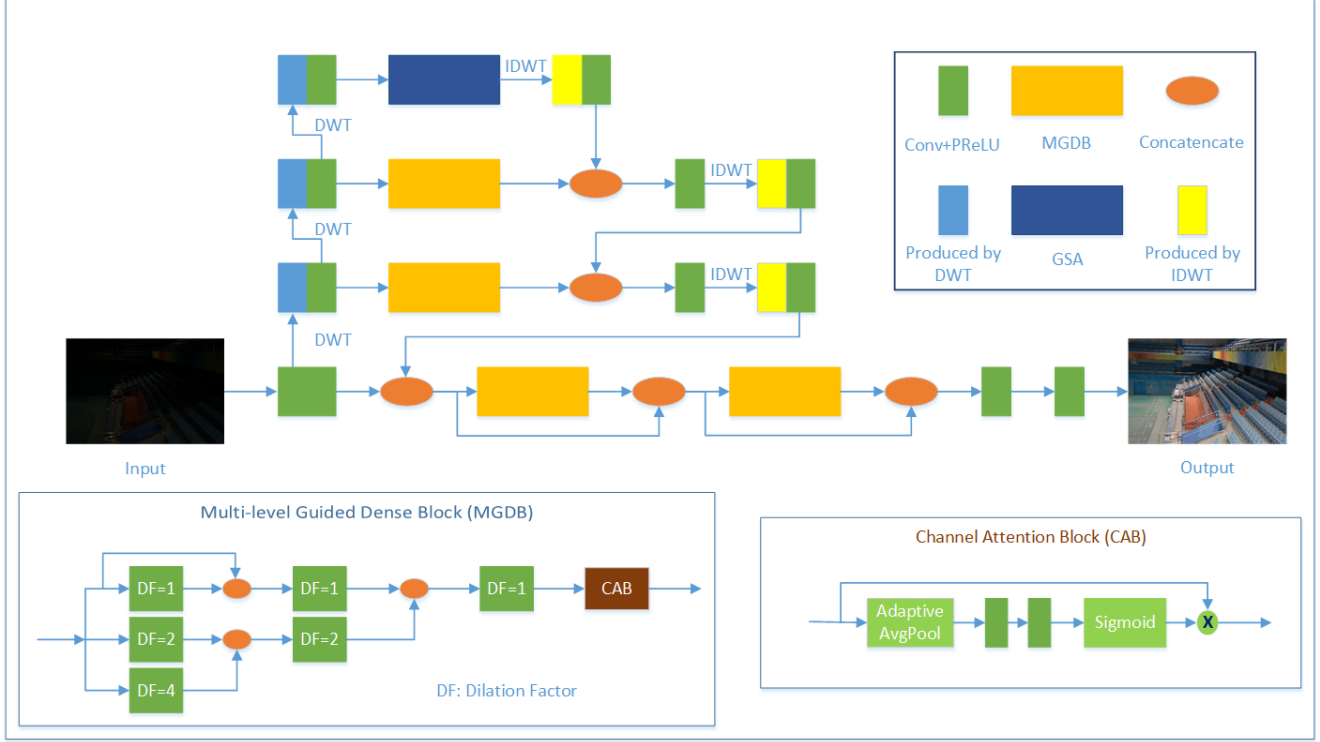 IDWT
DWT
IDWT
DWT
IDWT
DWT
Conv+PReLU
MGDB
Concatencate
Produced by
DWT
GSA
Produced by
IDWT
Input
Output
Multi-level Guided Dense Block (MGDB)
DF=1
DF=1
DF=1
CAB
DF=2
DF=2
DF=4
DF: Dilation Factor
Channel Attention Block (CAB)
Adaptive
AvgPool
Sigmoid
X